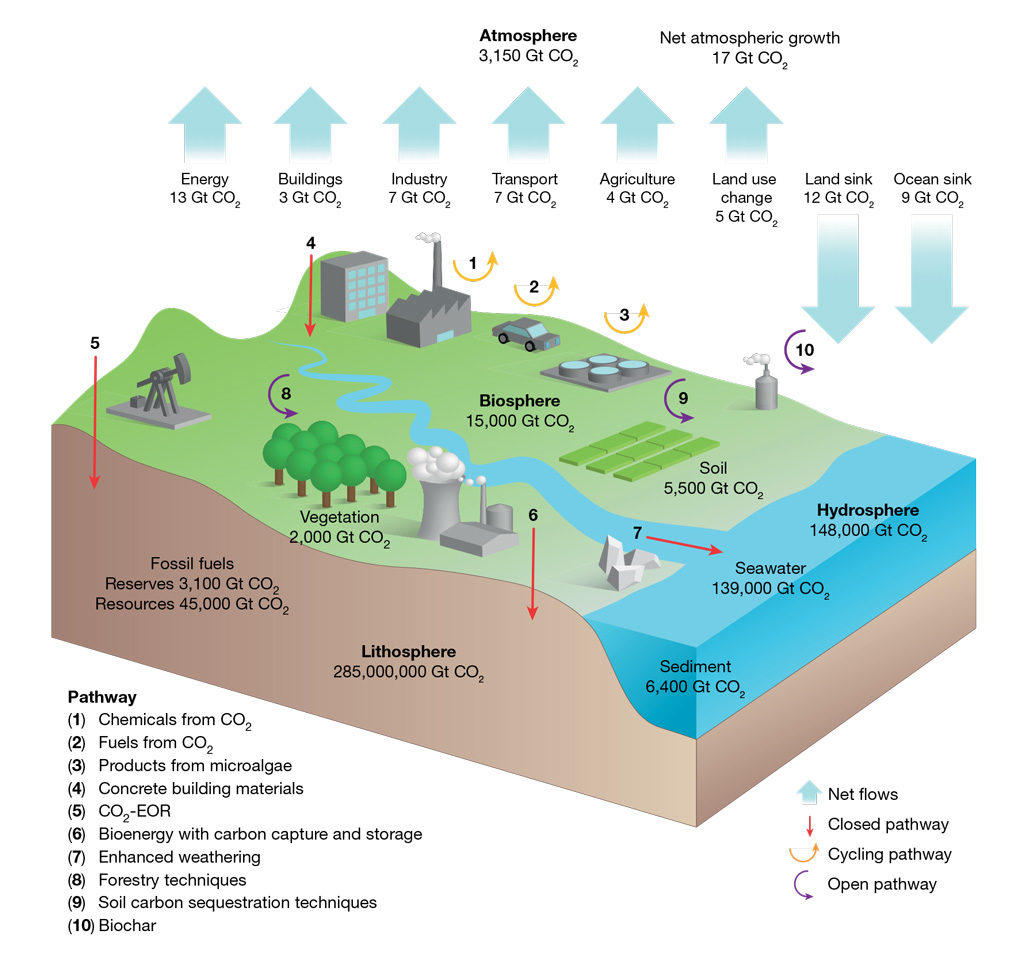 Atmosphere
3,150 Gt CO₂
Net atmospheric growth
17 Gt CO₂
Energy
13 Gt CO₂
Buildings
3 Gt CO₂
Industry
7 Gt CO₂
Transport
7 Gt CO₂
Agriculture
4 Gt CO₂
Land use
change
5 Gt CO₂
Land sink
12 Gt CO₂
Ocean sink
9 Gt CO₂
4
1
2
3
5
10
8
9
Biosphere
15,000 Gt CO₂
Soil
5,500 Gt CO₂
Vegetation
2,000 Gt CO₂
6
7
Hydrosphere
148,000 Gt CO₂
Seawater
139,000 Gt CO₂
Fossil fuels
Reserves 3,100 Gt CO₂
Resources 45,000 Gt CO₂
Lithosphere
285,000,000 Gt CO₂
Sediment
6,400 Gt CO₂
Pathway
(1) Chemicals from CO₂
(2) Fuels from CO₂
(3) Products from microalgae
(4) Concrete building materials
(5) CO₂-EOR
(6) Bioenergy with carbon capture and storage
(7) Enhanced weathering
(8) Forestry techniques
(9) Soil carbon sequestration techniques
(10) Biochar
Net flows
Closed pathway
Cycling pathway
Open pathway